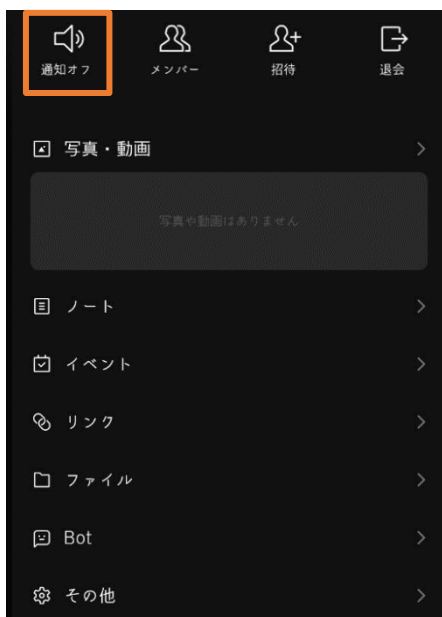 通知オフ メンバー 招待 退会
写真・動画
写真や動画はありません
ノート
イベント
リンク
ファイル
Bot
その他